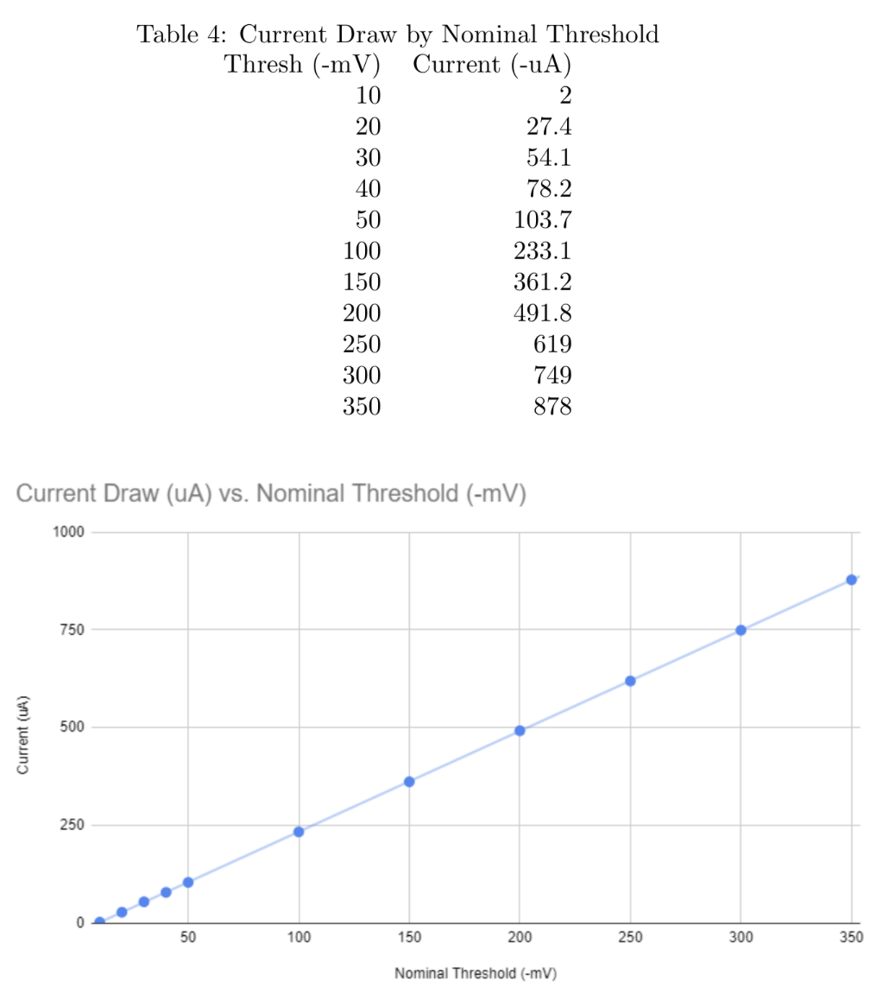 Table 4: Current Draw by Nominal Threshold
Thresh (-mV) Current (-uA)
10 2
20 27.4
30 54.1
40 78.2
50 103.7
100 233.1
150 361.2
200 491.8
250 619
300 749
350 878
Current Draw (uA) vs. Nominal Threshold (-mV)
1000
750
500
250
0
Current (uA)
50 100 150 200 250 300 350
Nominal Threshold (-mV)